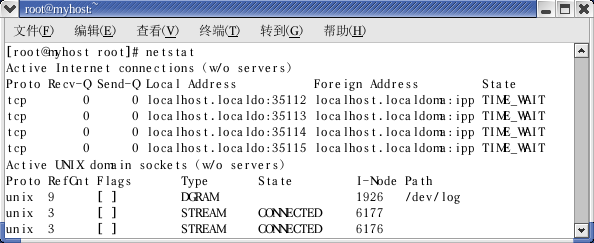 root@myhost:~
文件(F) 编辑(E) 查看(V) 终端(T) 转到(G) 帮助(H)
[root@myhost root]# netstat
Active Internet connections (w/o servers)
Proto Recv-Q Send-Q Local Address Foreign Address State
tcp 0 0 localhost.localdo:35112 localhost.localdoma:ipp TIME_WAIT
tcp 0 0 localhost.localdo:35113 localhost.localdoma:ipp TIME_WAIT
tcp 0 0 localhost.localdo:35114 localhost.localdoma:ipp TIME_WAIT
tcp 0 0 localhost.localdo:35115 localhost.localdoma:ipp TIME_WAIT
Active UNIX domain sockets (w/o servers)
Proto RefCnt Flags Type State I-Node Path
unix 9 [ ] DGRAM 1926 /dev/log
unix 3 [ ] STREAM CONNECTED 6177
unix 3 [ ] STREAM CONNECTED 6176